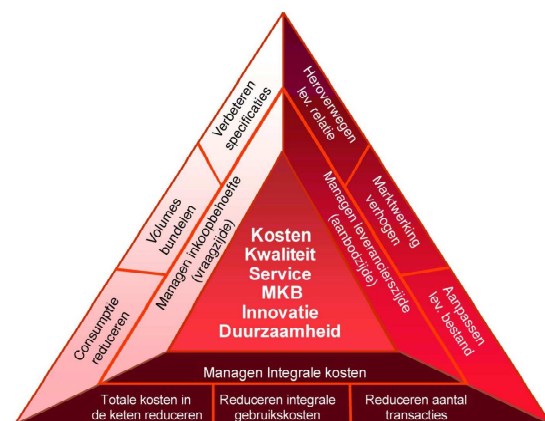 Verbeteren
specificaties
Volumes
bundelen
Consumptie
reduceren
Managen inkoopbehoefte
(vraagzijde)
Heroverwegen
lev. relatie
Marktwerking
verhogen
Aanpassen
lev. bestand
Managen leverancierszijde
(aanbodzijde)
Kosten
Kwaliteit
Service
MKB
Innovatie
Duurzaamheid
Managen Integrale kosten
Totale kosten in
de keten reduceren
Reduceren integrale
gebruikskosten
Reduceren aantal
transacties